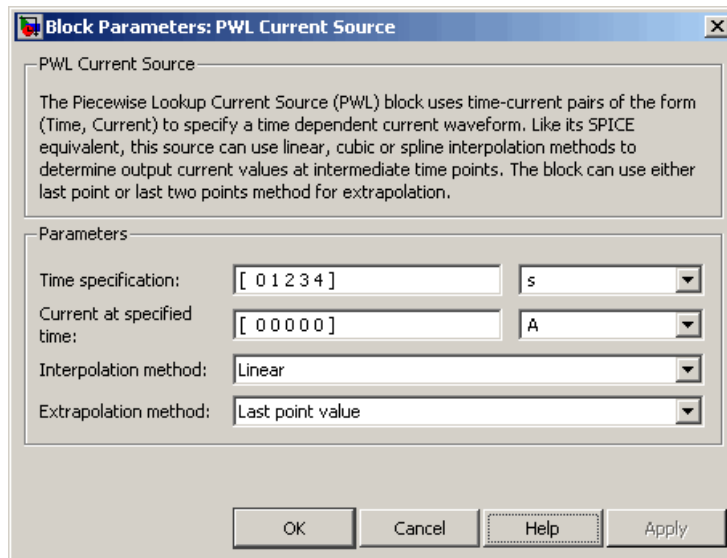 Block Parameters: PWL Current Source
PWL Current Source
The Piecewise Lookup Current Source (PWL) block uses time-current pairs of the form
(Time, Current) to specify a time dependent current waveform. Like its SPICE
equivalent, this source can use linear, cubic or spline interpolation methods to
determine output current values at intermediate time points. The block can use either
last point or last two points method for extrapolation.
Parameters
Time specification: [ 0 1 2 3 4 ] s
Current at specified
time: [ 0 0 0 0 0 ] A
Interpolation method: Linear
Extrapolation method: Last point value
OK Cancel Help Apply